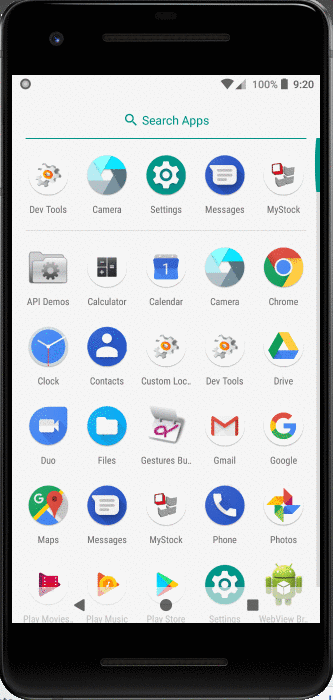 100% 9:20
Search Apps
Dev Tools Camera Settings Messages MyStock
API Demos Calculator Calendar Camera Chrome
1
Clock Contacts Custom Loc.. Dev Tools Drive
Duo Files Gestures Bu.. Gmail Google
Maps Messages MyStock Phone Photos
Play Movies.. Play Music Play Store Settings WebView Br..